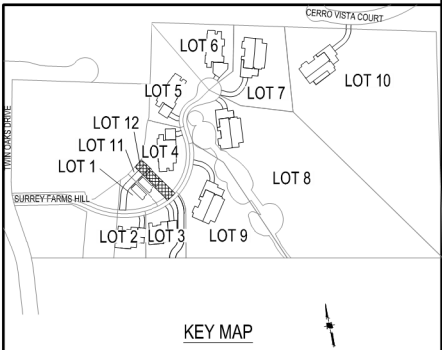 CERRO VISTA COURT
LOT 6
LOT 10
LOT 5
LOT 7
TWIN OAKS DRIVE
LOT 12
LOT 11
LOT 4
LOT 1
LOT 8
SURREY FARMS HILL
LOT 2
LOT 3
LOT 9
KEY MAP